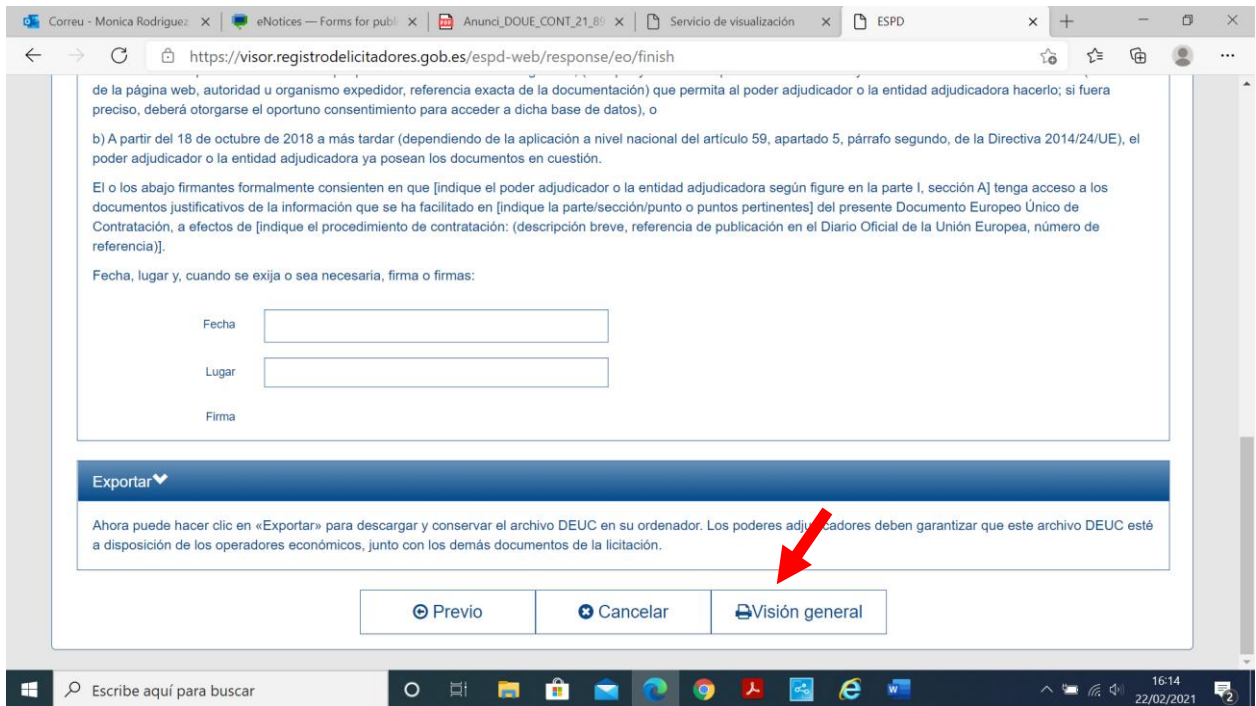 Correu - Monica Rodriguez
eNotices — Forms for publi
Anunci_DOUE_CONT_21_89
Servicio de visualización
ESPD
https://visor.registrodelicitadores.gob.es/espd-web/response/eo/finish
de la página web, autoridad u organismo expedidor, referencia exacta de la documentación) que permita al poder adjudicador o la entidad adjudicadora hacerlo; si fuera
preciso, deberá otorgarse el oportuno consentimiento para acceder a dicha base de datos), o
b) A partir del 18 de octubre de 2018 a más tardar (dependiendo de la aplicación a nivel nacional del artículo 59, apartado 5, párrafo segundo, de la Directiva 2014/24/UE), el
poder adjudicador o la entidad adjudicadora ya posean los documentos en cuestión.
El o los abajo firmantes formalmente consienten en que [indique el poder adjudicador o la entidad adjudicadora según figure en la parte I, sección A] tenga acceso a los
documentos justificativos de la información que se ha facilitado en [indique la parte/sección/punto o puntos pertinentes] del presente Documento Europeo Único de
Contratación, a efectos de [indique el procedimiento de contratación: (descripción breve, referencia de publicación en el Diario Oficial de la Unión Europea, número de
referencia)].
Fecha, lugar y, cuando se exija o sea necesaria, firma o firmas:
Fecha
Lugar
Firma
Exportar
Ahora puede hacer clic en «Exportar» para descargar y conservar el archivo DEUC en su ordenador. Los poderes adjudicadores deben garantizar que este archivo DEUC esté
a disposición de los operadores económicos, junto con los demás documentos de la licitación.
Previo
Cancelar
Visión general
Escribe aquí para buscar
16:14
22/02/2021
2